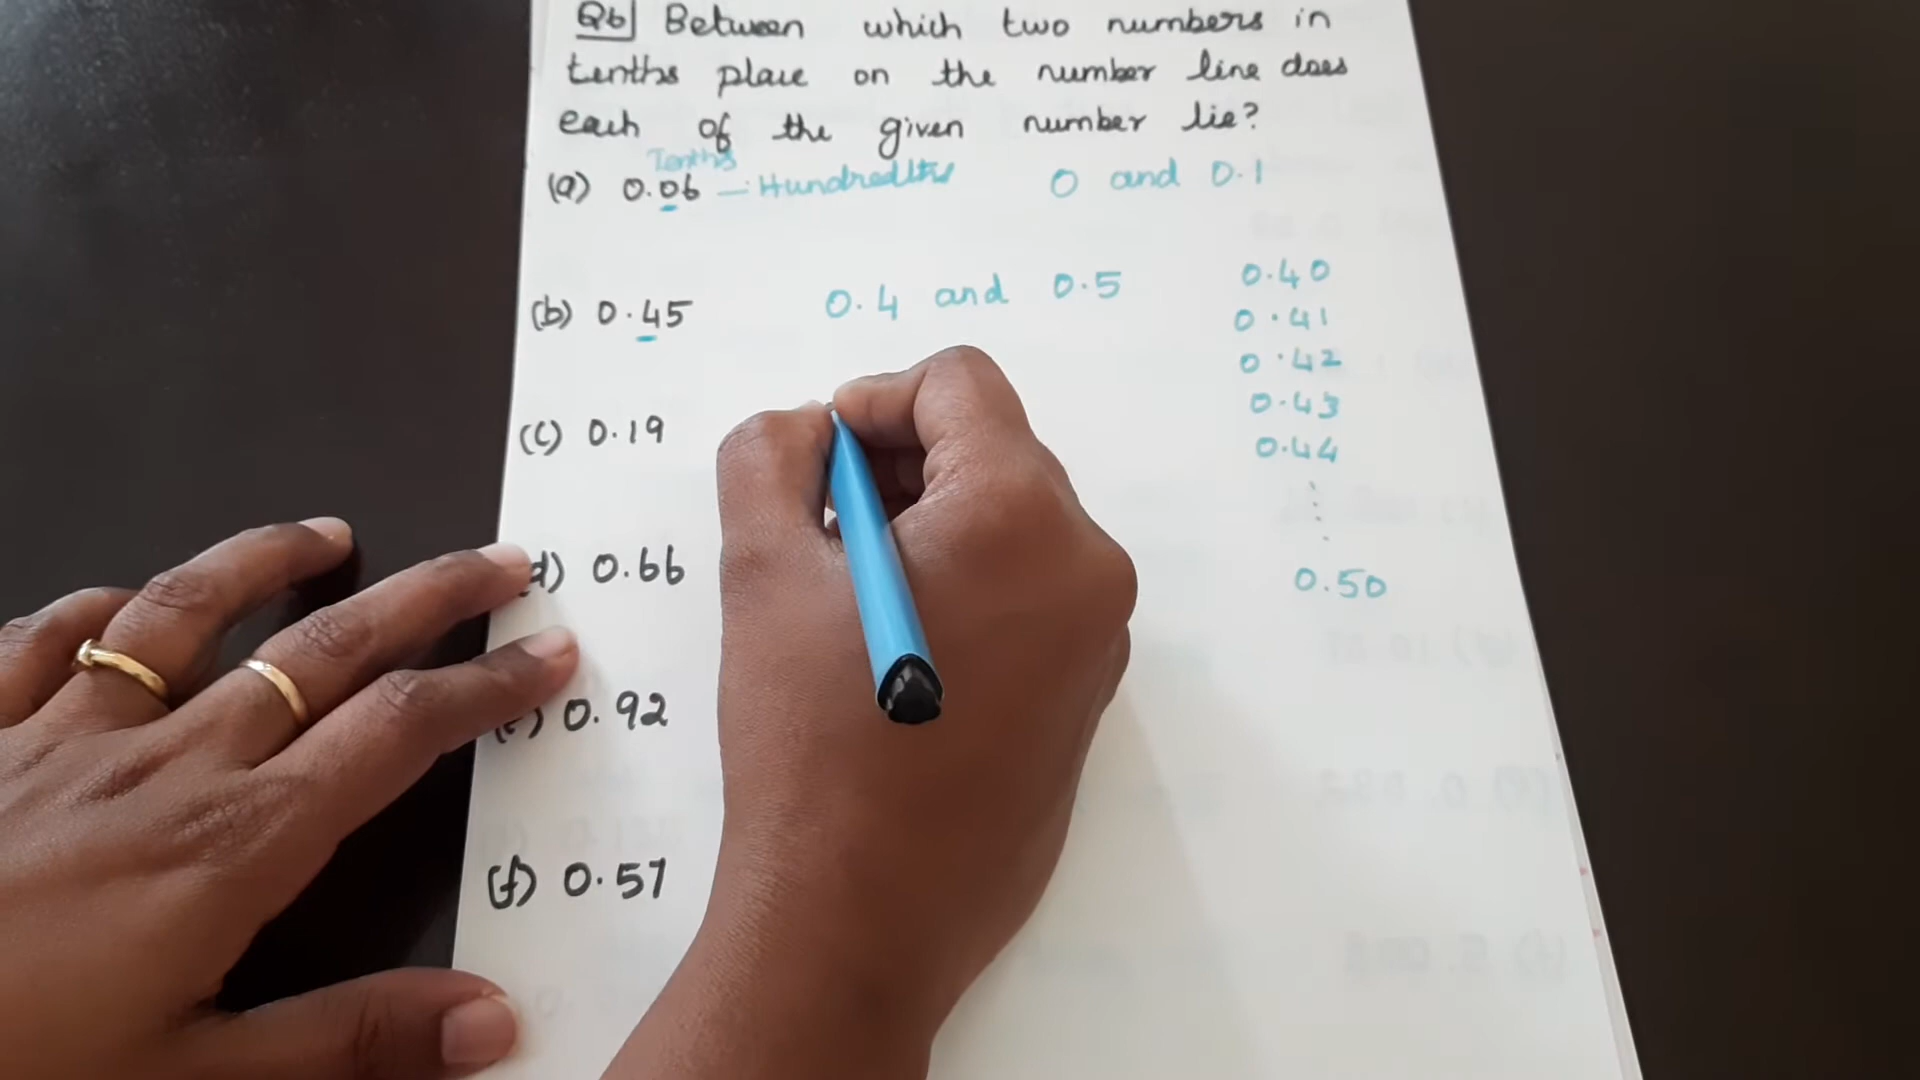 Q6 Between which two numbers in
tenths place on the number line does
each of the given number lie?
Tenths
(a) 0.06 — Hundredths 0 and 0.1
(b) 0.45 0.4 and 0.5
0.40
0.41
0.42
0.43
0.44
0.50
(c) 0.19
(d) 0.66
(e) 0.92
(f) 0.57